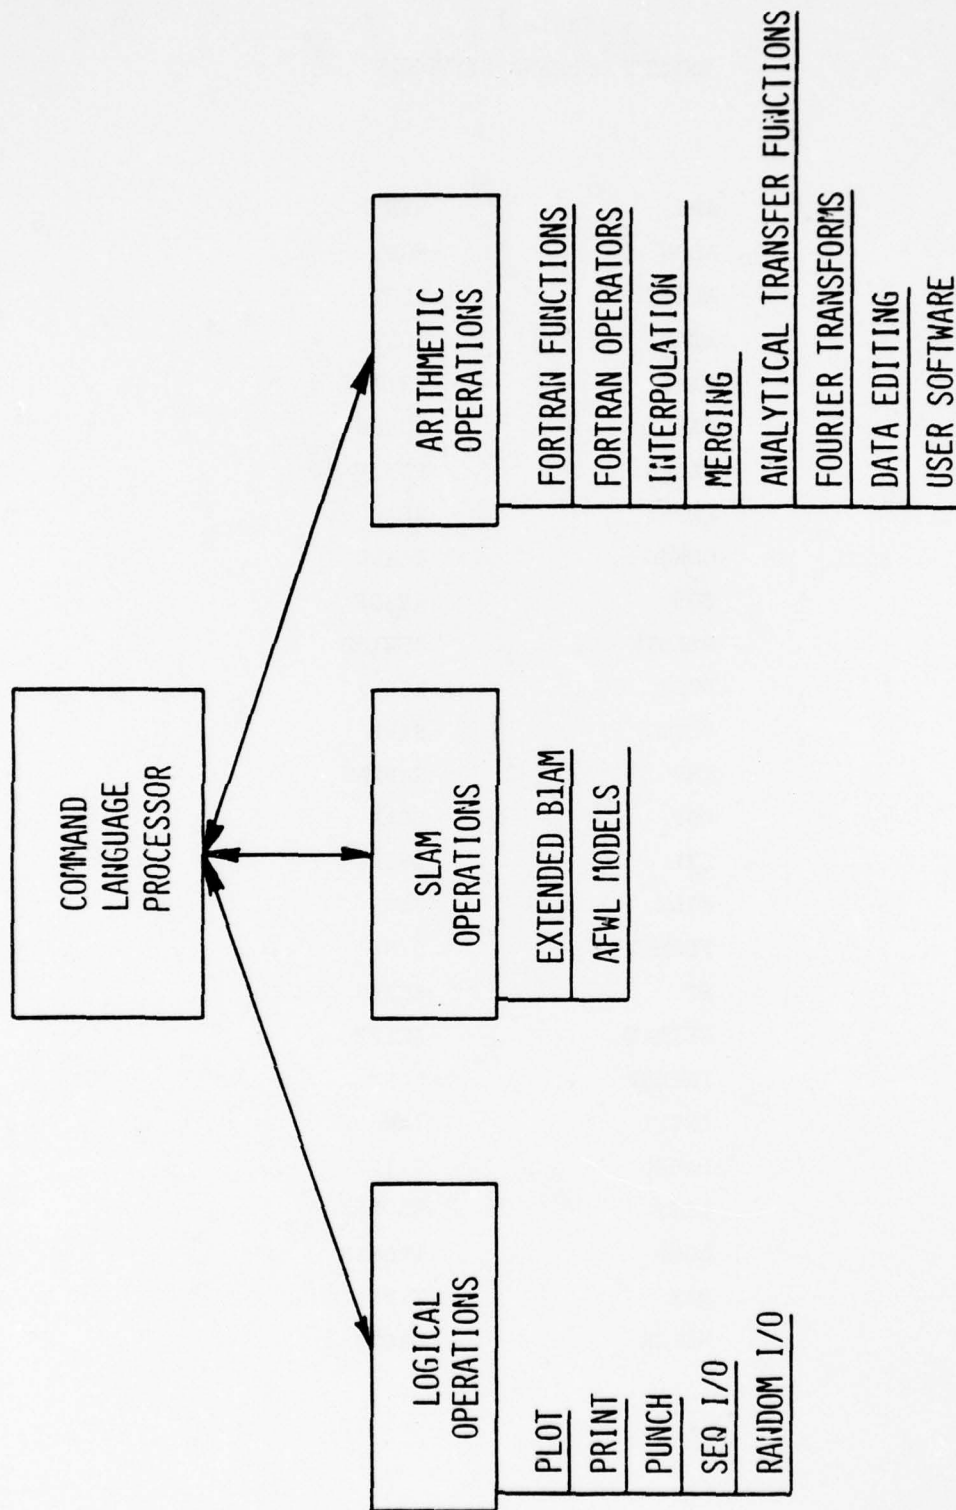 COMMAND
LANGUAGE
PROCESSOR
LOGICAL
OPERATIONS
PLOT
PRINT
PUNCH
SEQ I/O
RANDOM I/O
SLAM
OPERATIONS
EXTENDED BLAM
AFWL MODELS
ARITHMETIC
OPERATIONS
FORTRAN FUNCTIONS
FORTRAN OPERATORS
INTERPOLATION
MERGING
ANALYTICAL TRANSFER FUNCTIONS
FOURIER TRANSFORMS
DATA EDITING
USER SOFTWARE